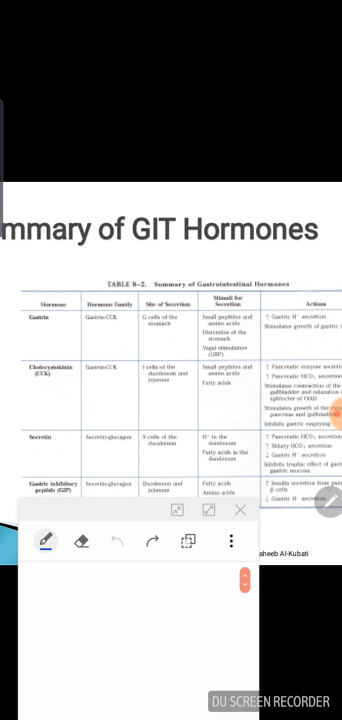 mmary of GIT Hormones
TABLE 8-2. Summary of Gastrointestinal Hormones
Hormone Hormone Family Site of Secretion Stimuli for Secretion Actions
Gastrin Gastrin-CCK G cells of the stomach
Small peptides and amino acids
Distention of the stomach
Vagal stimulation (GRP)
↑ Gastric H⁺ secretion
Stimulates growth of gastric
Cholecystokinin (CCK) Gastrin-CCK I cells of the duodenum and jejunum
Small peptides and amino acids
Fatty acids
↑ Pancreatic enzyme secretio
↑ Pancreatic HCO₃ secretion
Stimulates contraction of the gallbladder and relaxation sphincter of Oddi
Stimulates growth of the pancreas and gallbladder
Inhibits gastric emptying
Secretin Secretin-glucagon S cells of the duodenum
H⁺ in the duodenum
Fatty acids in the duodenum
↑ Pancreatic HCO₃ secretion
↑ Biliary HCO₃ secretion
↓ Gastric H⁺ secretion
Inhibits trophic effect of gast
gastric mucosa
Gastric inhibitory peptide (GIP) Secretin-glucagon Duodenum and jejunum
Fatty acids
Amino acids
↑ Insulin secretion from pan
β cells
↓ Gastric H⁺ secretion
aheeb Al-Kubati
DU SCREEN RECORDER